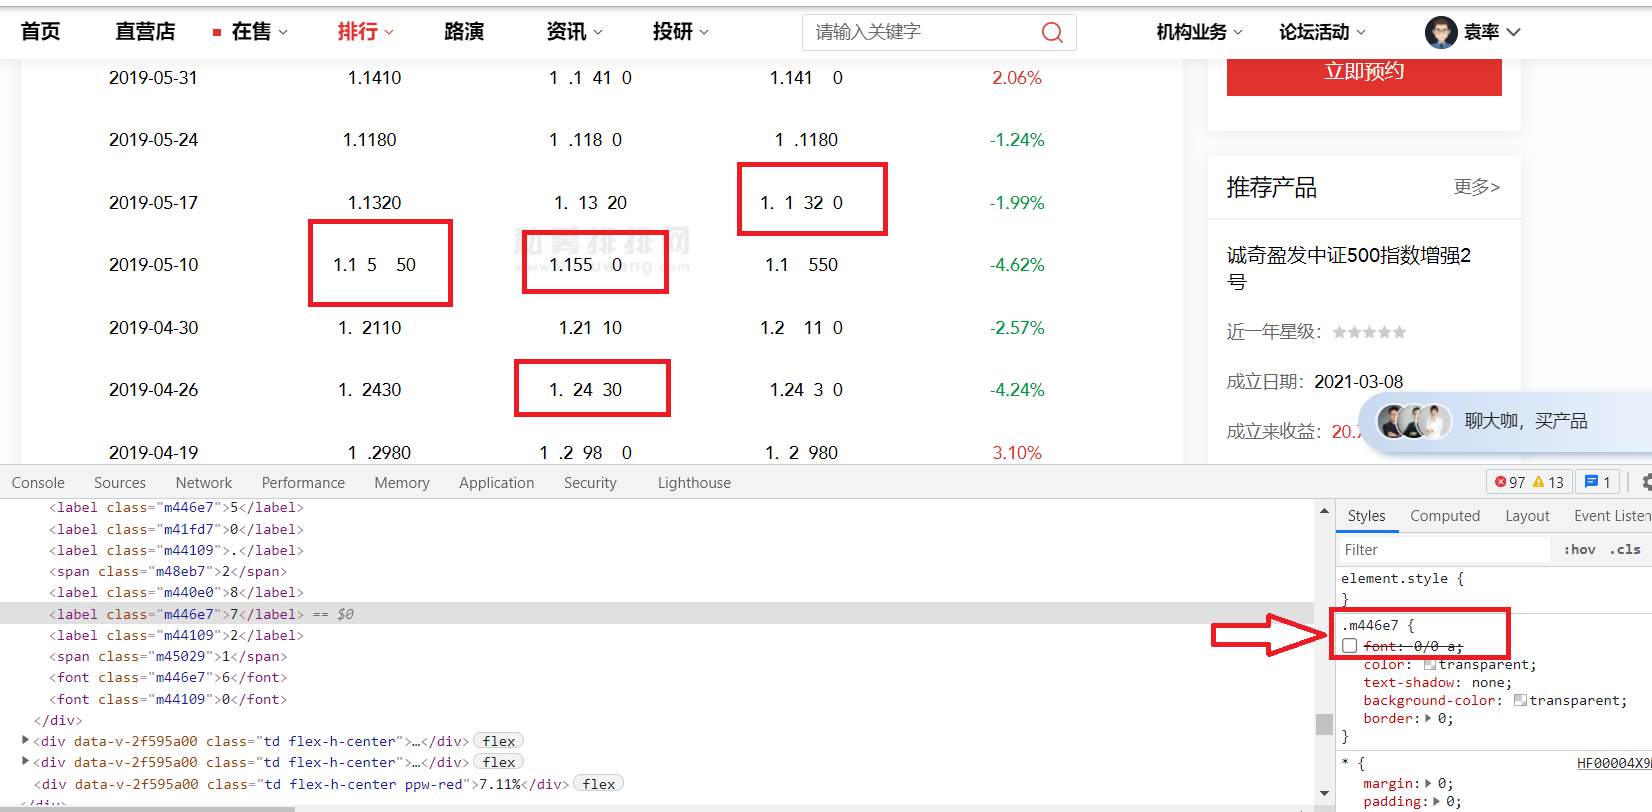 首页 直营店 在售 排行 路演 资讯 投研 请输入关键字 机构业务 论坛活动 袁率
2019-05-31 1.1410 1 .1 41 0 1.141 0 2.06%
立即预约
2019-05-24 1.1180 1 .118 0 1 .1180 -1.24%
推荐产品 更多>
2019-05-17 1.1320 1. 13 20 1. 1 32 0 -1.99%
诚奇盈发中证500指数增强2
号
2019-05-10 1.1 5 50 1.155 0 1.1 550 -4.62%
2019-04-30 1. 2110 1.21 10 1.2 11 0 -2.57%
近一年星级:
2019-04-26 1. 2430 1. 24 30 1.24 3 0 -4.24%
成立日期: 2021-03-08
聊大咖，买产品
成立来收益: 20.
2019-04-19 1 .2980 1 .2 98 0 1. 2 980 3.10%
Console Sources Network Performance Memory Application Security Lighthouse 97 13 1
<label class="m446e7">5</label>
<label class="m41fd7">0</label>
<label class="m44109">.</label>
<span class="m48eb7">2</span>
<label class="m440e0">8</label>
<label class="m446e7">7</label> == $0
<label class="m44109">2</label>
<span class="m45029">1</span>
<font class="m446e7">6</font>
<font class="m44109">0</font>
</div>
<div data-v-2f595a00 class="td flex-h-center">…</div> flex
<div data-v-2f595a00 class="td flex-h-center">…</div> flex
<div data-v-2f595a00 class="td flex-h-center ppw-red">7.11%</div> flex
</div>
Styles Computed Layout Event Listen
Filter :hov .cls
element.style {
}
.m446e7 {
font: 0/0 a;
color: transparent;
text-shadow: none;
background-color: transparent;
border: 0;
}
* { HF00004X9
margin: 0;
padding: 0;